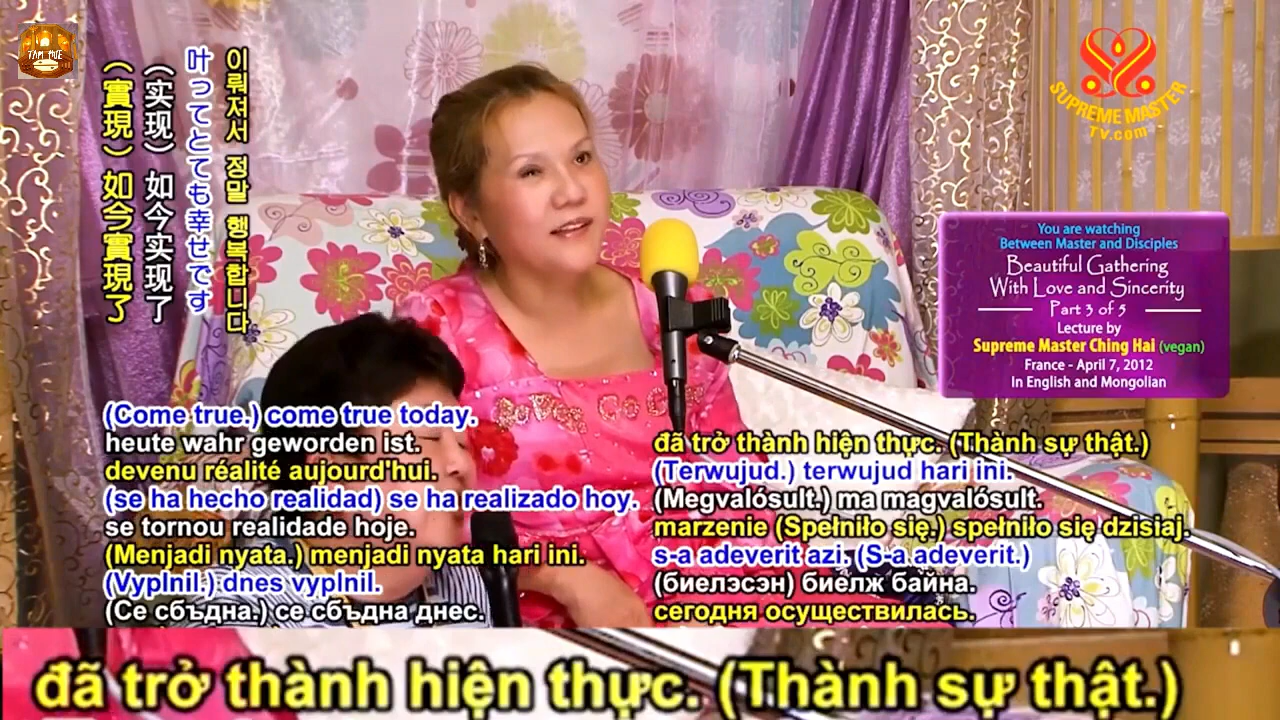 TÂM HUỆ
(實現) 如今實現了
(实现) 如今实现了
叶ってとても幸せです
이뤄져서 정말 행복합니다
SUPREME MASTER
TV.com
You are watching
Between Master and Disciples
Beautiful Gathering
With Love and Sincerity
Part 3 of 5
Lecture by
Supreme Master Ching Hai (vegan)
France - April 7, 2012
In English and Mongolian
(Come true.) come true today.
heute wahr geworden ist.
devenu réalité aujourd'hui.
(se ha hecho realidad) se ha realizado hoy.
se tornou realidade hoje.
(Menjadi nyata.) menjadi nyata hari ini.
(Vyplnil.) dnes vyplnil.
(Се сбъдна.) се сбъдна днес.
đã trở thành hiện thực. (Thành sự thật.)
(Terwujud.) terwujud hari ini.
(Megvalósult.) ma magvalósult.
marzenie (Spełniło się.) spełniło się dzisiaj.
s-a adeverit azi. (S-a adeverit.)
(биелэсэн) биелж байна.
сегодня осуществилась.
đã trở thành hiện thực. (Thành sự thật.)